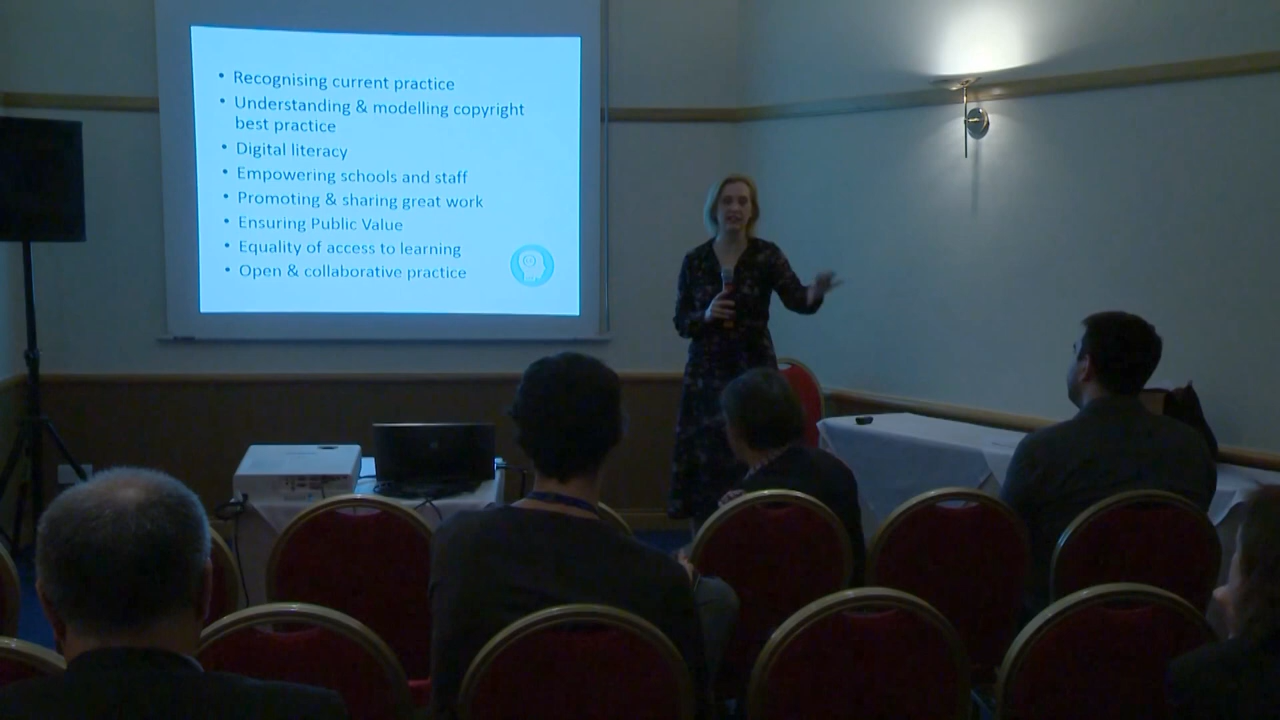 • Recognising current practice
• Understanding & modelling copyright
best practice
• Digital literacy
• Empowering schools and staff
• Promoting & sharing great work
• Ensuring Public Value
• Equality of access to learning
• Open & collaborative practice